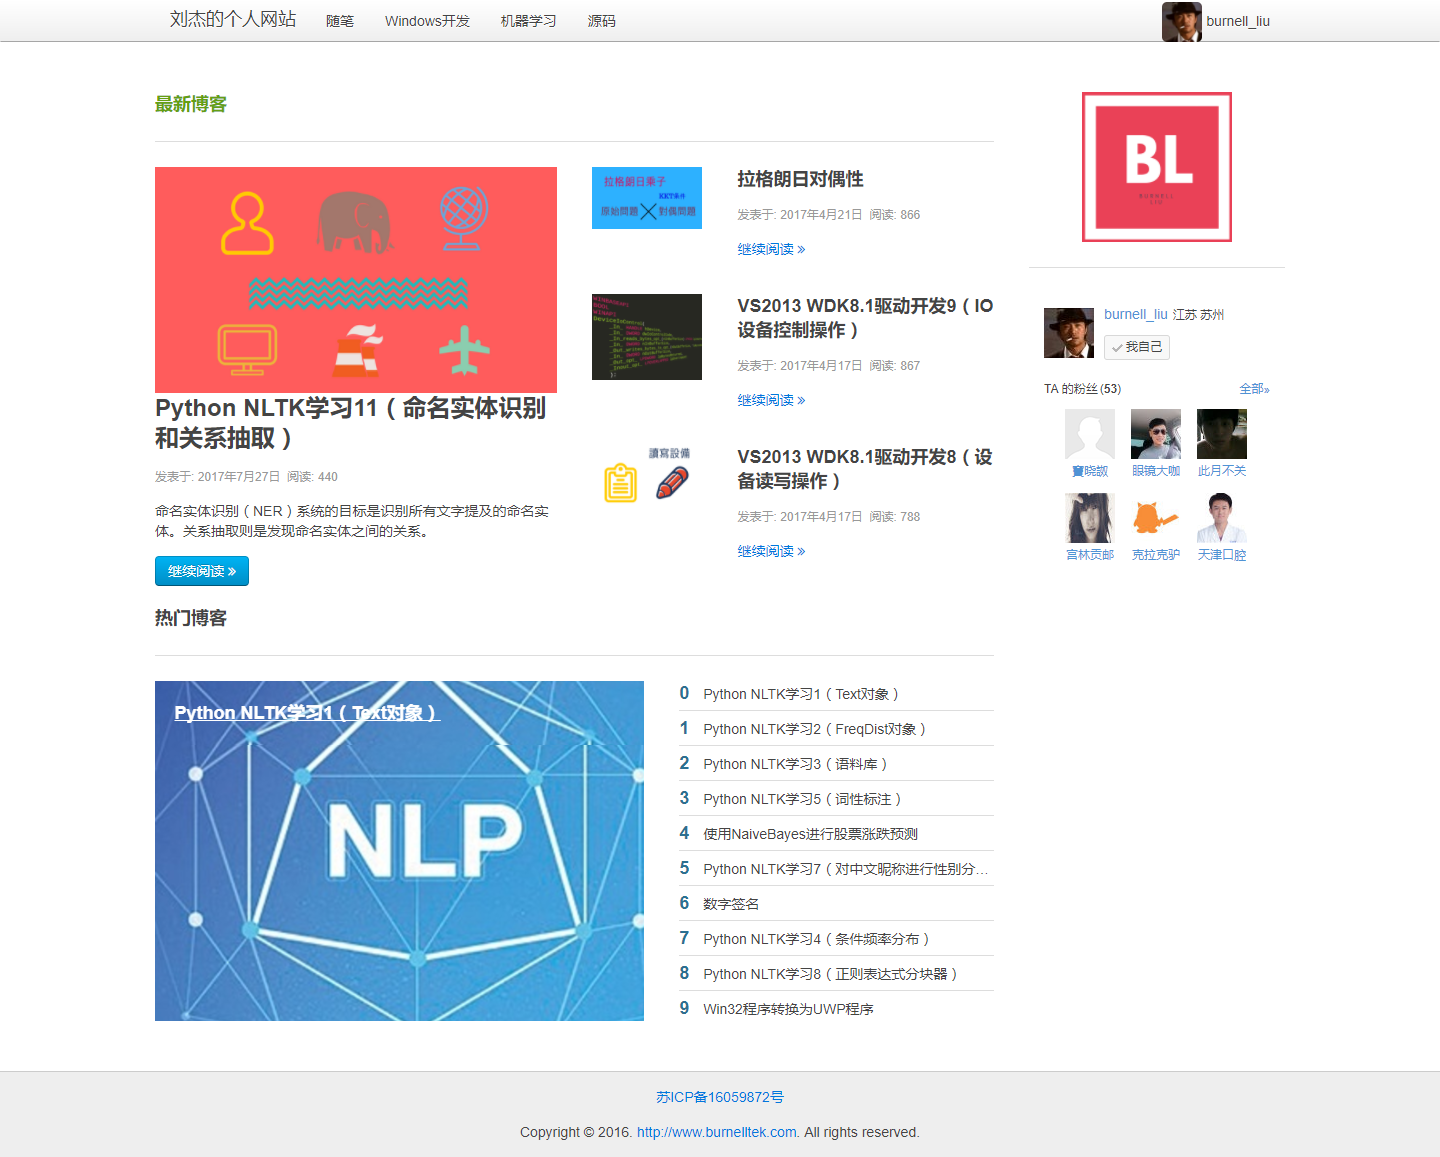 刘杰的个人网站 随笔 Windows开发 机器学习 源码 burnell_liu
最新博客
Python NLTK学习11（命名实体识别
和关系抽取）
发表于: 2017年7月27日 阅读: 440
命名实体识别（NER）系统的目标是识别所有文字提及的命名实
体。关系抽取则是发现命名实体之间的关系。
继续阅读 »
拉格朗日乘子
KKT条件
原始問題 對偶問題
拉格朗日对偶性
发表于: 2017年4月21日 阅读: 866
继续阅读 »
VS2013 WDK8.1驱动开发9（IO
设备控制操作）
发表于: 2017年4月17日 阅读: 867
继续阅读 »
讀寫設備
VS2013 WDK8.1驱动开发8（设
备读写操作）
发表于: 2017年4月17日 阅读: 788
继续阅读 »
BL
BURNELL
LIU
burnell_liu 江苏 苏州
我自己
TA 的粉丝 (53) 全部»
眼镜大咖 此月不关
宫林贡邮 克拉克驴 天津口腔
热门博客
Python NLTK学习1（Text对象）
NLP
0 Python NLTK学习1（Text对象）
1 Python NLTK学习2（FreqDist对象）
2 Python NLTK学习3（语料库）
3 Python NLTK学习5（词性标注）
4 使用NaiveBayes进行股票涨跌预测
5 Python NLTK学习7（对中文昵称进行性别分…
6 数字签名
7 Python NLTK学习4（条件频率分布）
8 Python NLTK学习8（正则表达式分块器）
9 Win32程序转换为UWP程序
苏ICP备16059872号
Copyright © 2016. http://www.burnelltek.com. All rights reserved.